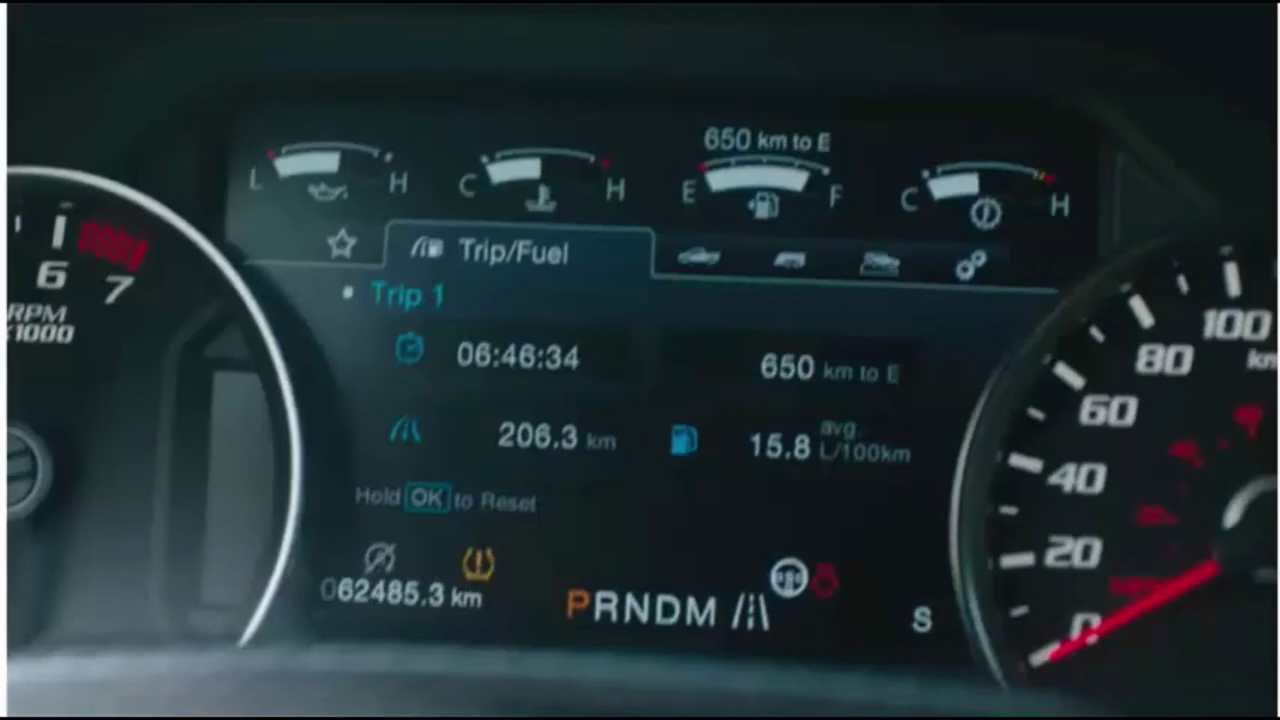 650 km to E
L H C H E F C H
Trip/Fuel
Trip 1
06:46:34 650 km to E
206.3 km 15.8 avg. L/100km
Hold OK to Reset
062485.3 km
PRNDM
S
6 7
RPM
x1000
100
80
60
40
20
0